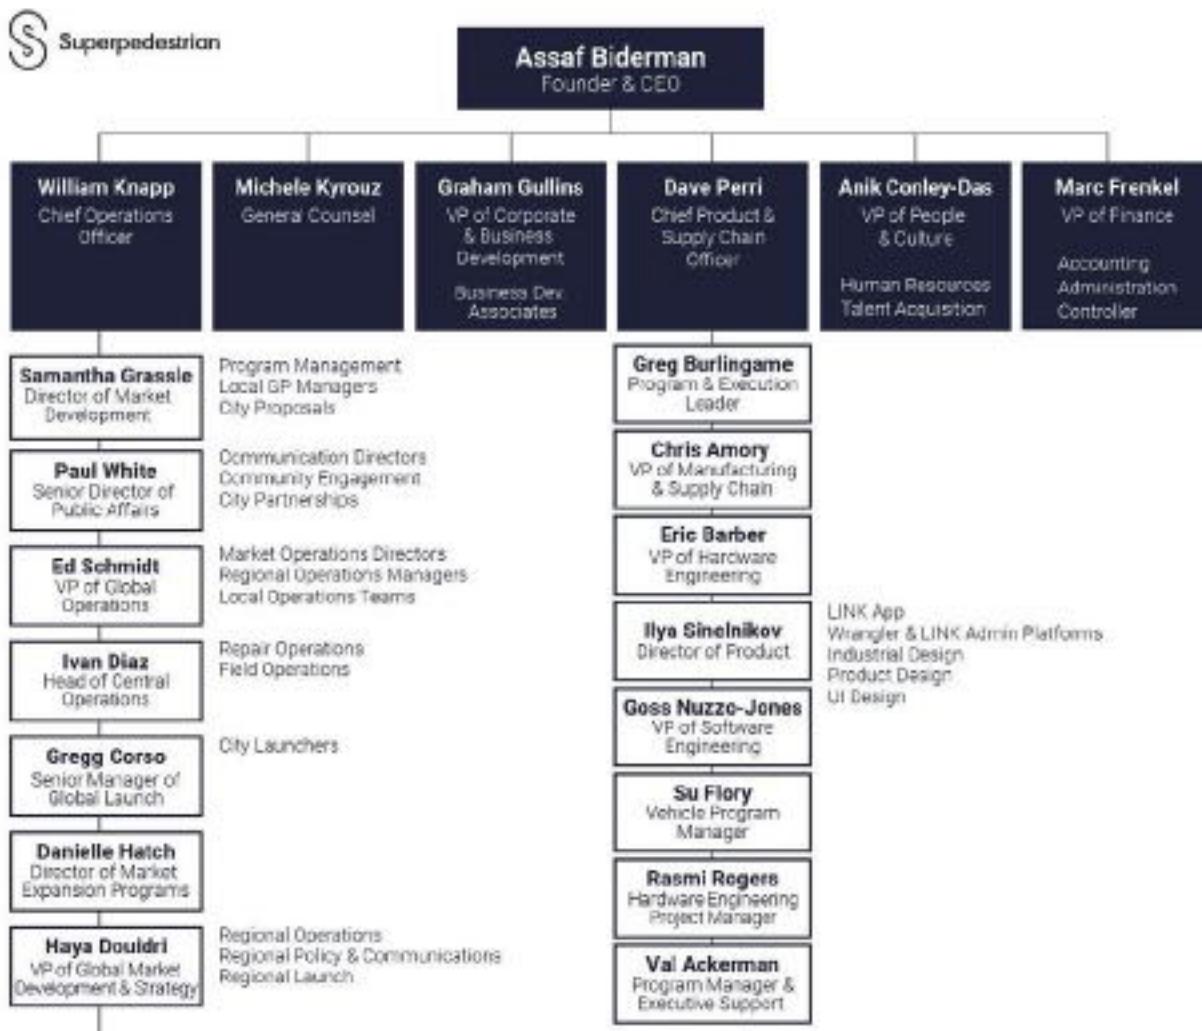 Superpedestrian
Assaf Biderman
Founder & CEO
William Knapp
Chief Operations
Officer
Michele Kyrouz
General Counsel
Graham Gullins
VP of Corporate
& Business
Development
Business Dev.
Associates
Dave Perri
Chief Product &
Supply Chain
Officer
Anik Conley-Das
VP of People
& Culture
Human Resources
Talent Acquisition
Marc Frenkel
VP of Finance
Accounting
Administration
Controller
Samantha Grassie
Director of Market
Development
Program Management
Local GP Managers
City Proposals
Paul White
Senior Director of
Public Affairs
Communication Directors
Community Engagement
City Partnerships
Ed Schmidt
VP of Global
Operations
Market Operations Directors
Regional Operations Managers
Local Operations Teams
Ivan Diaz
Head of Central
Operations
Repair Operations
Field Operations
Gregg Corso
Senior Manager of
Global Launch
City Launchers
Danielle Hatch
Director of Market
Expansion Programs
Haya Douidri
VP of Global Market
Development & Strategy
Regional Operations
Regional Policy & Communications
Regional Launch
Greg Burlingame
Program & Execution
Leader
Chris Amory
VP of Manufacturing
& Supply Chain
Eric Barber
VP of Hardware
Engineering
Ilya Sinelnikov
Director of Product
LINK App
Wrangler & LINK Admin Platforms
Industrial Design
Product Design
UI Design
Goss Nuzzo-Jones
VP of Software
Engineering
Su Flory
Vehicle Program
Manager
Rasmi Rogers
Hardware Engineering
Project Manager
Val Ackerman
Program Manager &
Executive Support